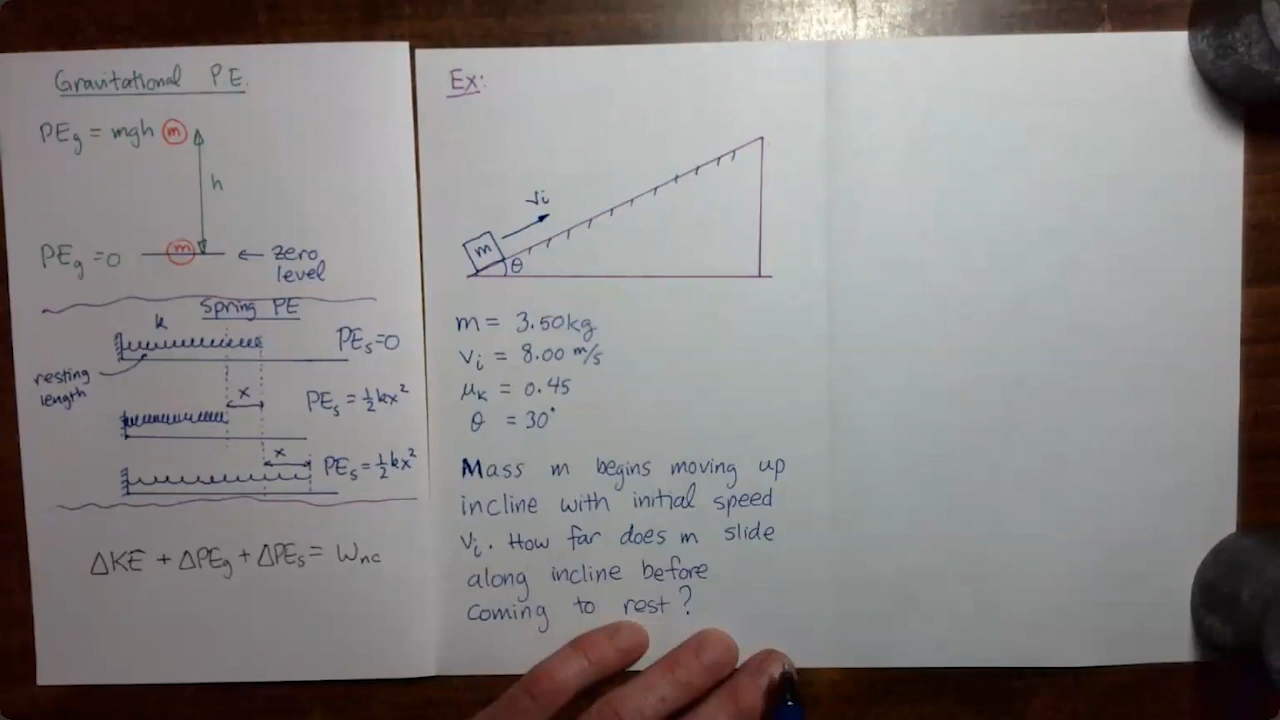 Gravitational P.E.
PEg = mgh m
h
PEg = 0 m ← zero level
Spring PE
k
PEs = 0
resting length
x
PEs = ½kx²
x
PEs = ½kx²
ΔKE + ΔPEg + ΔPEs = Wnc
Ex:
vi
m
θ
m = 3.50 kg
vi = 8.00 m/s
μk = 0.45
θ = 30°
Mass m begins moving up
incline with initial speed
vi. How far does m slide
along incline before
coming to rest?